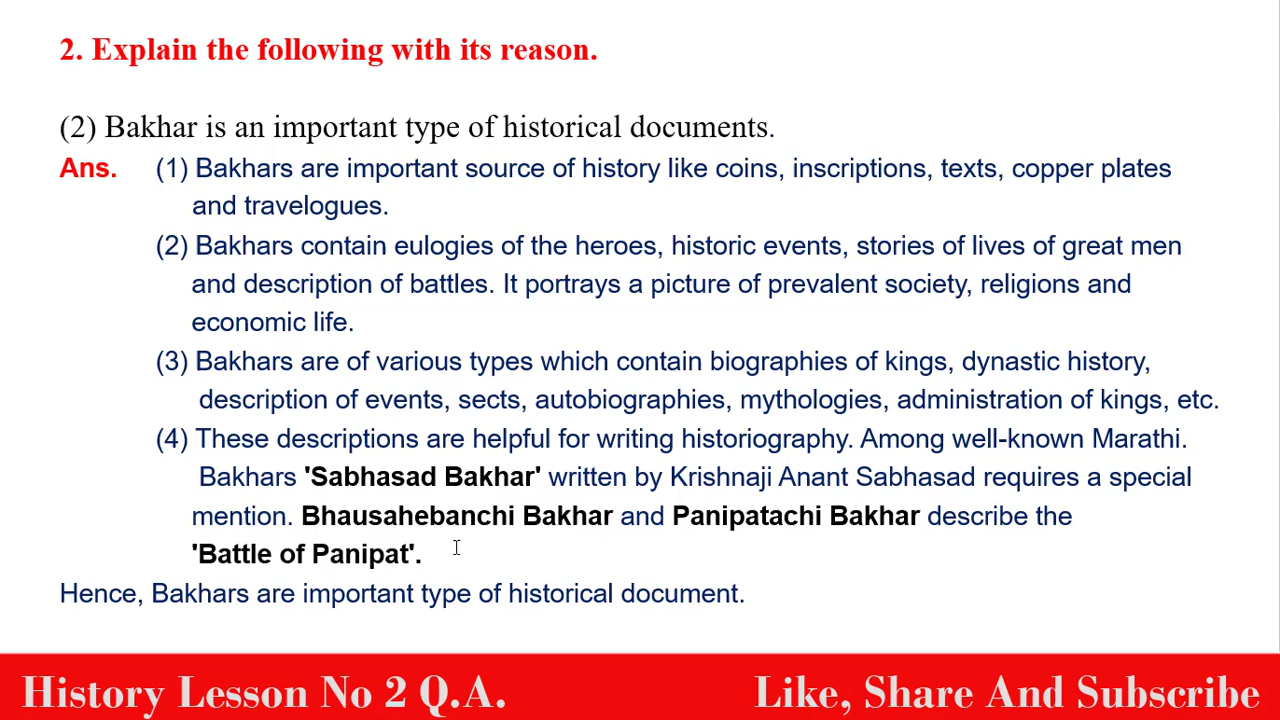 2. Explain the following with its reason.
(2) Bakhar is an important type of historical documents.
Ans. (1) Bakhars are important source of history like coins, inscriptions, texts, copper plates
and travelogues.
(2) Bakhars contain eulogies of the heroes, historic events, stories of lives of great men
and description of battles. It portrays a picture of prevalent society, religions and
economic life.
(3) Bakhars are of various types which contain biographies of kings, dynastic history,
description of events, sects, autobiographies, mythologies, administration of kings, etc.
(4) These descriptions are helpful for writing historiography. Among well-known Marathi.
Bakhars 'Sabhasad Bakhar' written by Krishnaji Anant Sabhasad requires a special
mention. Bhausahebanchi Bakhar and Panipatachi Bakhar describe the
'Battle of Panipat'.
Hence, Bakhars are important type of historical document.
History Lesson No 2 Q.A. Like, Share And Subscribe